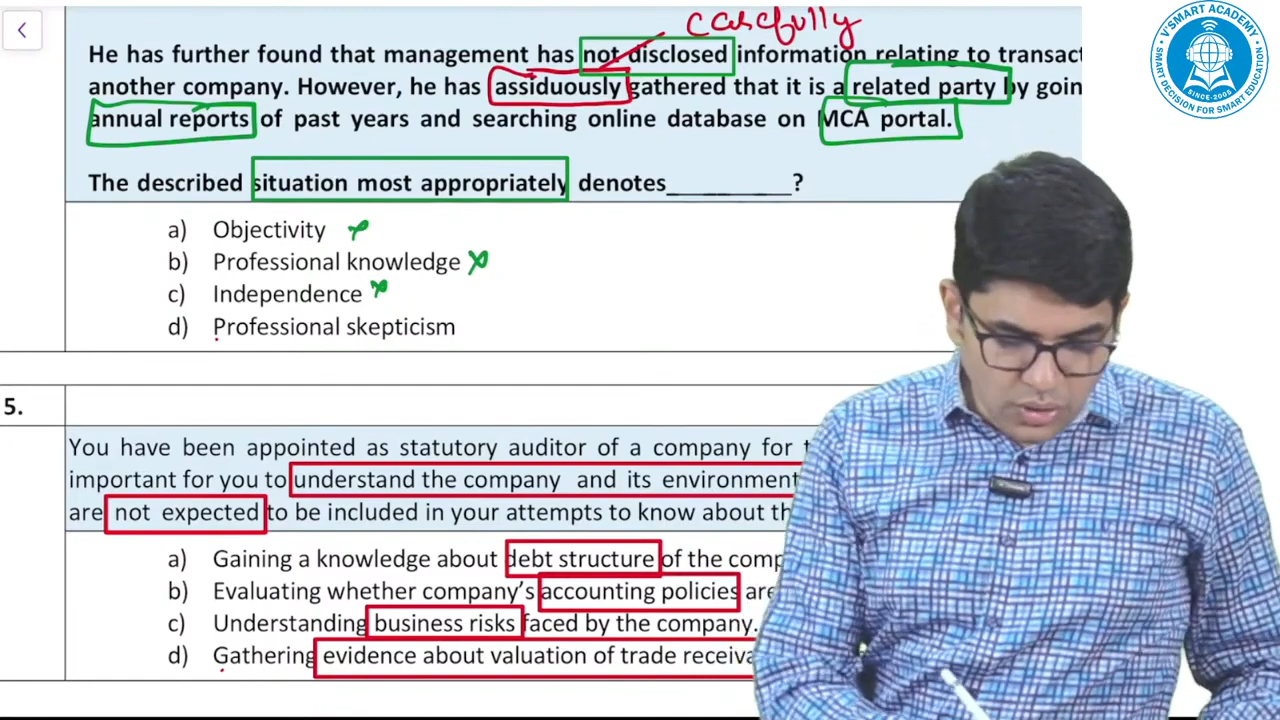 carefully
He has further found that management has not disclosed information relating to transact
another company. However, he has assiduously gathered that it is a related party by goin
annual reports of past years and searching online database on MCA portal.
The described situation most appropriately denotes__________?
a) Objectivity
b) Professional knowledge
c) Independence
d) Professional skepticism
5.
You have been appointed as statutory auditor of a company for t
important for you to understand the company and its environment
are not expected to be included in your attempts to know about th
a) Gaining a knowledge about debt structure of the comp
b) Evaluating whether company's accounting policies are
c) Understanding business risks faced by the company.
d) Gathering evidence about valuation of trade receiva
V'SMART ACADEMY
SMART DECISION FOR SMART EDUCATION
SINCE-2005